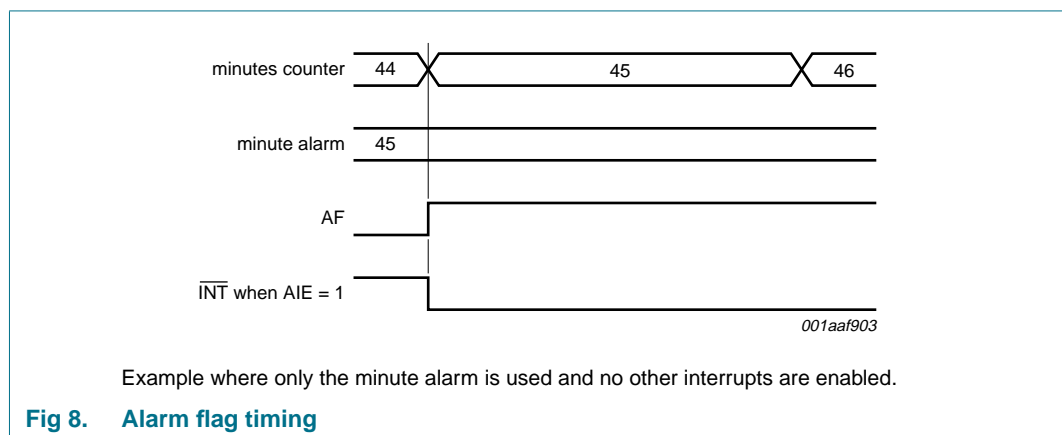 minutes counter 44 45 46
minute alarm 45
AF
INT when AIE = 1
001aaf903
Example where only the minute alarm is used and no other interrupts are enabled.
Fig 8. Alarm flag timing